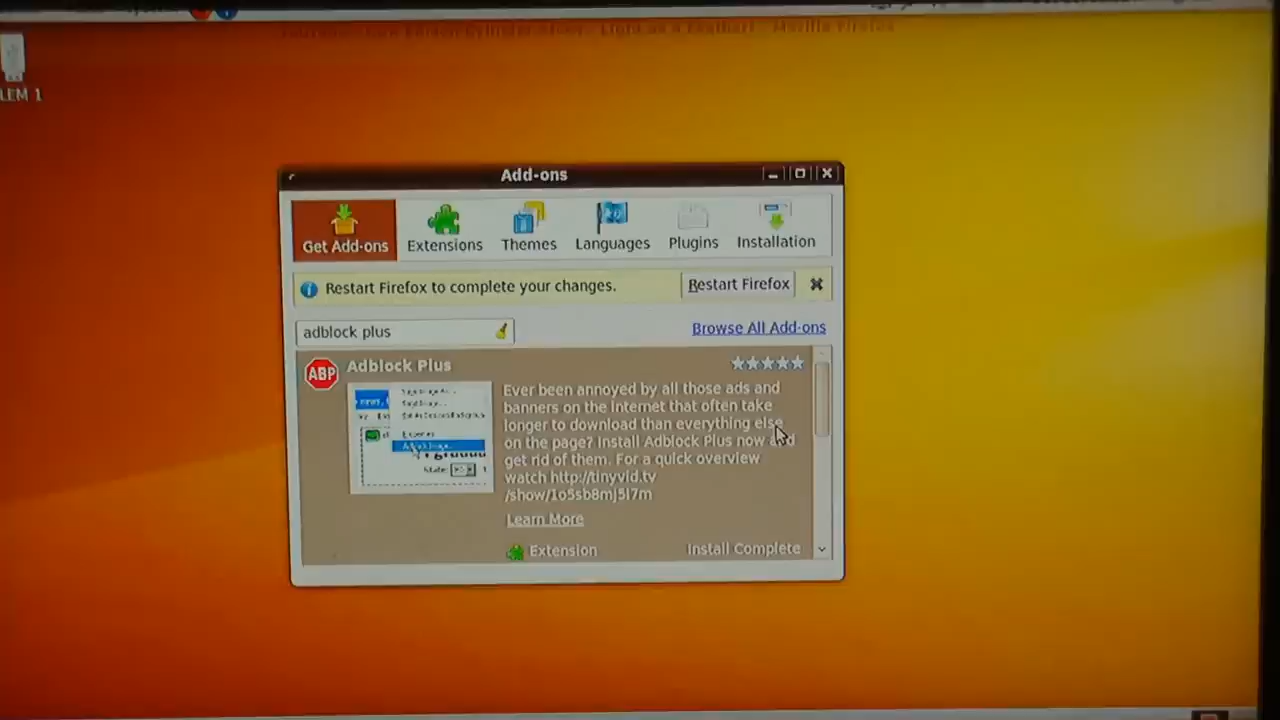 LEM 1
Add-ons
Get Add-ons
Extensions
Themes
Languages
Plugins
Installation
Restart Firefox to complete your changes.
Restart Firefox
adblock plus
Browse All Add-ons
ABP
Adblock Plus
Ever been annoyed by all those ads and
banners on the Internet that often take
longer to download than everything else
on the page? Install Adblock Plus now and
get rid of them. For a quick overview
watch http://tinyvid.tv
/show/1o5sb8mj5l7m
Learn More
Extension
Install Complete